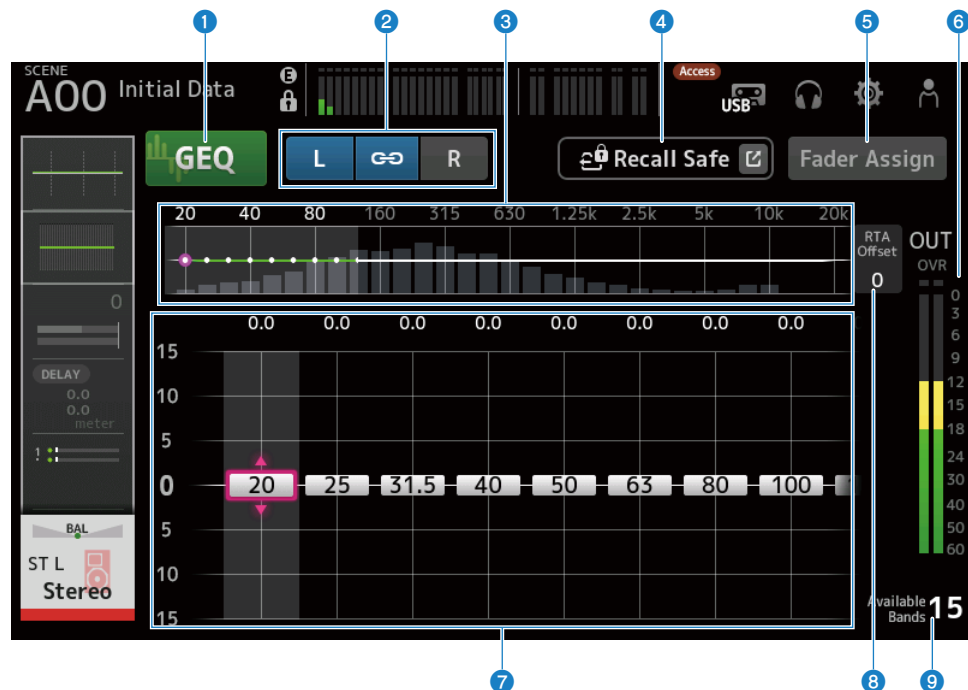 1 2 3 4 5 6
SCENE
A00 Initial Data
E
Access
USB
GEQ
L R
Recall Safe
Fader Assign
20 40 80 160 315 630 1.25k 2.5k 5k 10k 20k
RTA
Offset
0
OUT
OVR
0
3
6
9
12
15
18
24
30
40
50
60
0
DELAY
0.0
0.0
meter
!
BAL
ST L
Stereo
0.0 0.0 0.0 0.0 0.0 0.0 0.0 0.0
15
10
5
0
5
10
15
20 25 31.5 40 50 63 80 100
Available
Bands
15
7 8 9